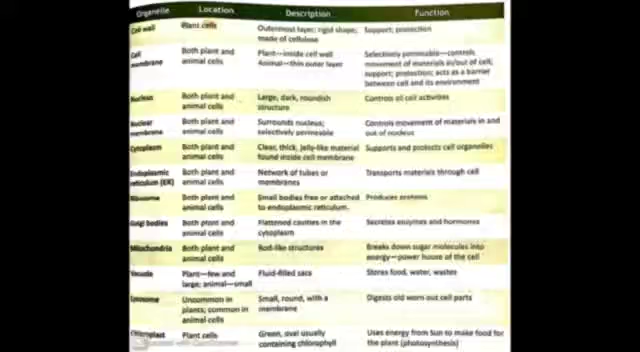 Organelle Location Description Function
Cell wall Plant cells Outermost layer; rigid shape; Support; protection
made of cellulose
Cell Both plant and Plant—inside cell wall Selectively permeable—controls
membrane animal cells Animal—thin outer layer movement of materials in/out of cell;
support; protection; acts as a barrier
between cell and its environment
Nucleus Both plant and Large, dark, roundish Controls all cell activities
animal cells structure
Nuclear Both plant and Surrounds nucleus; Controls movement of materials in and
membrane animal cells selectively permeable out of nucleus
Cytoplasm Both plant and Clear, thick, jelly-like material Supports and protects cell organelles
animal cells found inside cell membrane
Endoplasmic Both plant and Network of tubes or Transports materials through cell
reticulum (ER) animal cells membranes
Ribosome Both plant and Small bodies free or attached Produces proteins
animal cells to endoplasmic reticulum.
Golgi bodies Both plant and Flattened cavities in the Secretes enzymes and hormones
animal cells cytoplasm
Mitochondria Both plant and Rod-like structures Breaks down sugar molecules into
animal cells energy—power house of the cell
Vacuole Plant—few and Fluid-filled sacs Stores food, water, wastes
large; animal—small
Lysosome Uncommon in Small, round, with a Digests old worn out cell parts
plants; common in membrane
animal cells
Chloroplast Plant cells Green, oval usually Uses energy from Sun to make food for
containing chlorophyll the plant (photosynthesis)